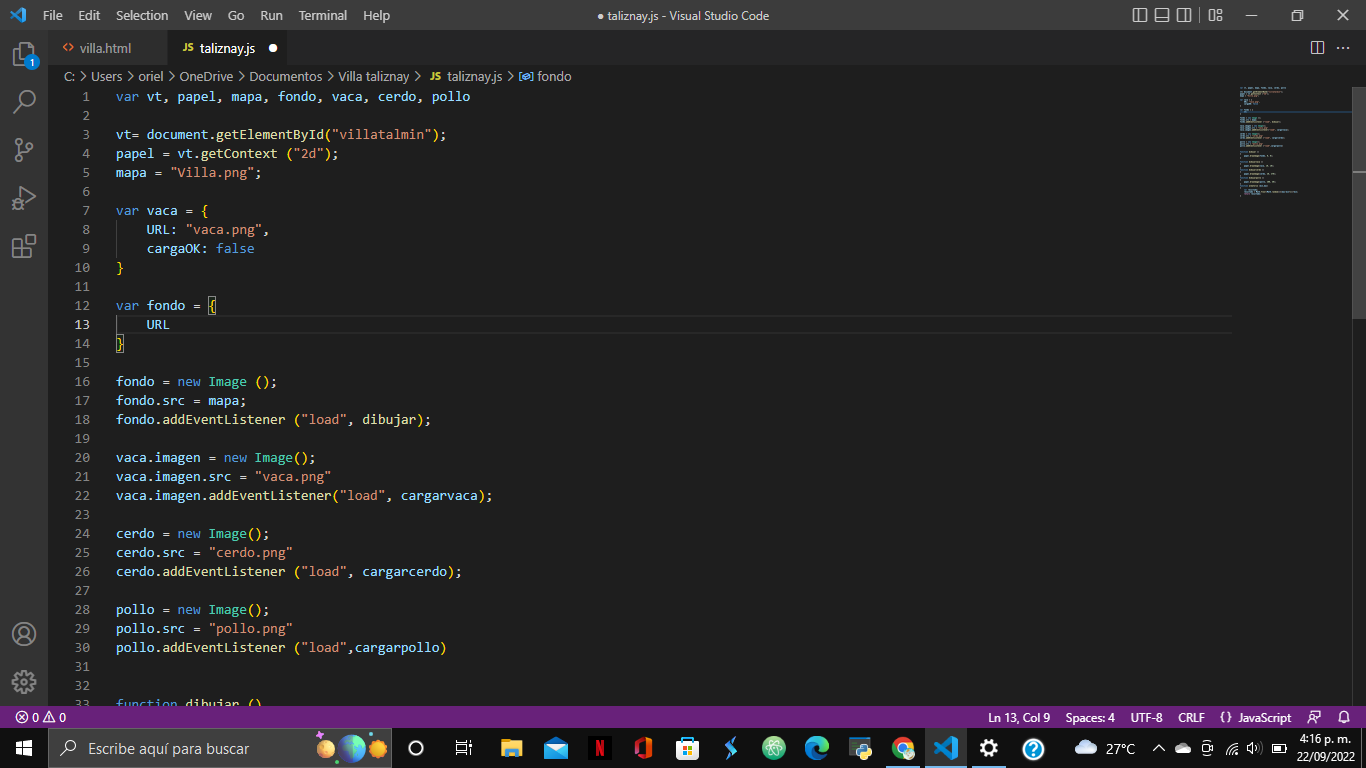 File Edit Selection View Go Run Terminal Help ● taliznay.js - Visual Studio Code
<> villa.html JS taliznay.js ●
C: > Users > oriel > OneDrive > Documentos > Villa taliznay > JS taliznay.js > fondo
1 var vt, papel, mapa, fondo, vaca, cerdo, pollo
2
3 vt= document.getElementById("villatalmin");
4 papel = vt.getContext ("2d");
5 mapa = "Villa.png";
6
7 var vaca = {
8 URL: "vaca.png",
9 cargaOK: false
10 }
11
12 var fondo = {
13 URL
14 }
15
16 fondo = new Image ();
17 fondo.src = mapa;
18 fondo.addEventListener ("load", dibujar);
19
20 vaca.imagen = new Image();
21 vaca.imagen.src = "vaca.png"
22 vaca.imagen.addEventListener("load", cargarvaca);
23
24 cerdo = new Image();
25 cerdo.src = "cerdo.png"
26 cerdo.addEventListener ("load", cargarcerdo);
27
28 pollo = new Image();
29 pollo.src = "pollo.png"
30 pollo.addEventListener ("load",cargarpollo)
31
32
33 function dibujar ()
1
0 0 Ln 13, Col 9 Spaces: 4 UTF-8 CRLF {} JavaScript
Escribe aquí para buscar 27°C 4:16 p. m.
22/09/2022